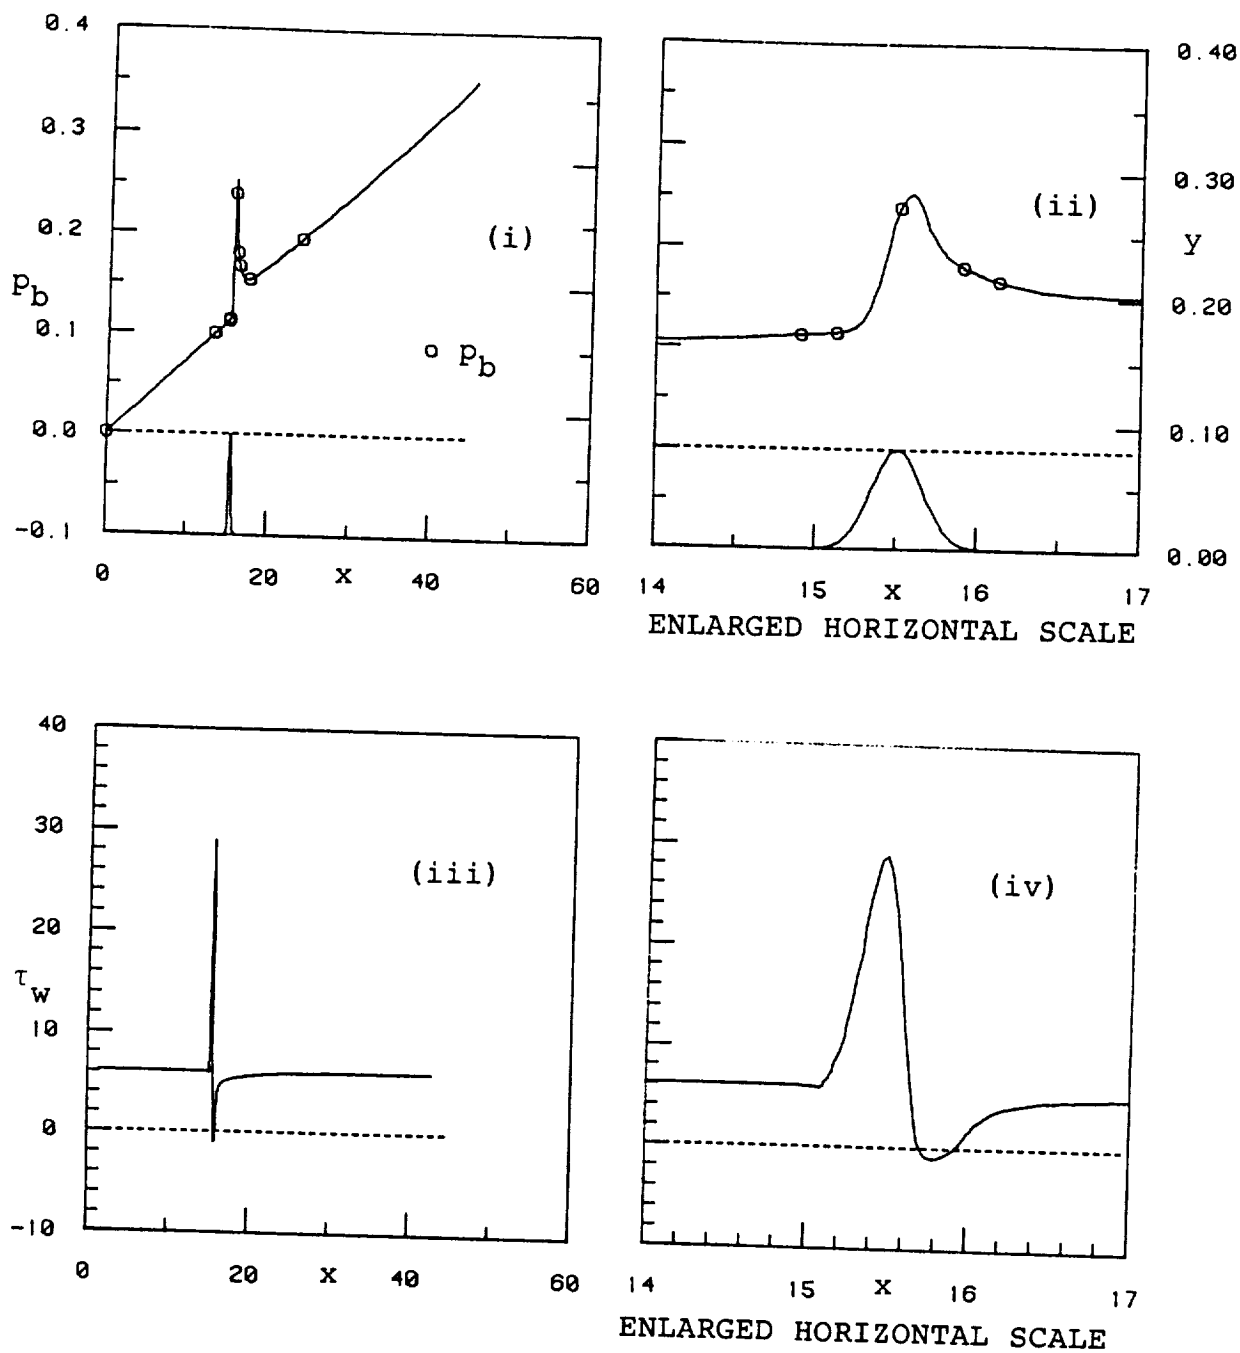 0.4
0.3
0.2
p_b
0.1
0.0
-0.1
(i)
o p_b
0
20
x
40
60
0.40
0.30
y
0.20
0.10
0.00
(ii)
14
15
x
16
17
ENLARGED HORIZONTAL SCALE
40
30
20
τ_w
10
0
-10
(iii)
0
20
x
40
60
(iv)
14
15
x
16
17
ENLARGED HORIZONTAL SCALE